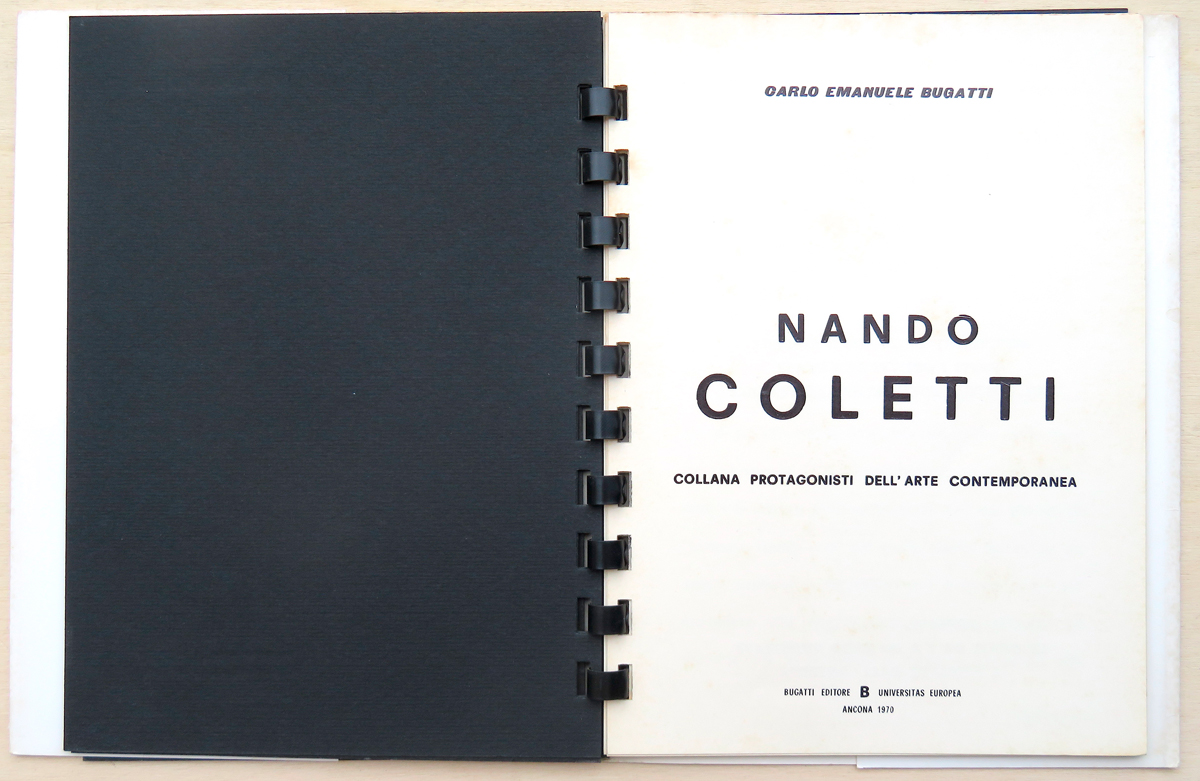 CARLO EMANUELE BUGATTI
NANDO
COLETTI
COLLANA PROTAGONISTI DELL'ARTE CONTEMPORANEA
BUGATTI EDITORE B UNIVERSITAS EUROPEA
ANCONA 1970